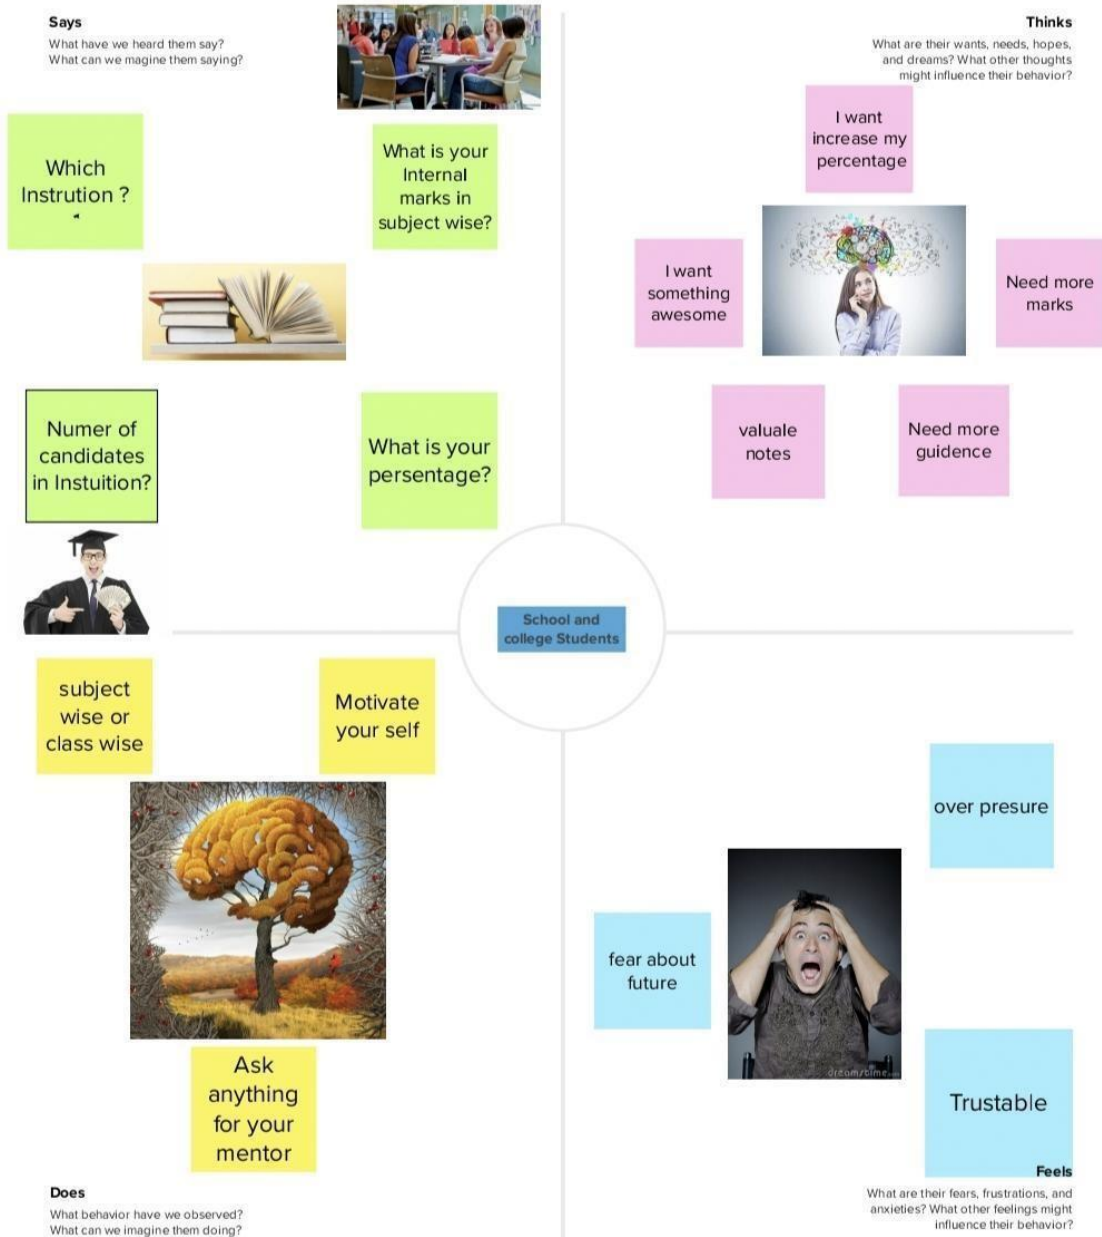 Says
What have we heard them say?
What can we magine them saying?
Which
Instrution ?
What is your
Internal
marks in
subject wise?
Numer of
candidates
in Instuition?
What is your
persentage?
Thinks
What are their wants, needs, hopes,
and dreams? What other thoughts
might influence their behavior?
I want
increase my
percentage
I want
something
awesome
Need more
marks
valuale
notes
Need more
guidence
School and
college Students
subject
wise or
class wise
Motivate
your self
Ask
anything
for your
mentor
Does
What behavior have we observed?
What can we imagine them doing?
over presure
fear about
future
dreamstime
Trustable
Feels
What are their fears, frustrations, and
anxieties? What other feelings might
influence their behavior?